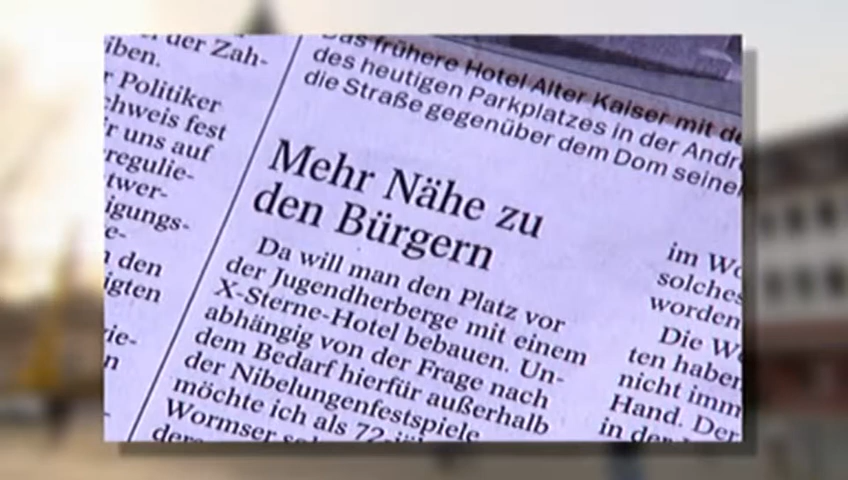 der Zah-
iben.
r Politiker
chweis fest
r uns auf
regulie-
twer-
igungs-
e-
n den
igten
ie-
n
Das frühere Hotel Alter Kaiser mit de
des heutigen Parkplatzes in der Andr
die Straße gegenüber dem Dom seine
Mehr Nähe zu
den Bürgern
Da will man den Platz vor
der Jugendherberge mit einem
X-Sterne-Hotel bebauen. Un-
abhängig von der Frage nach
dem Bedarf hierfür außerhalb
der Nibelungenfestspiele
möchte ich als 72-jäh
Wormser
im Wo
solches
worden
Die W
ten haben
nicht imm
Hand. Der
in der